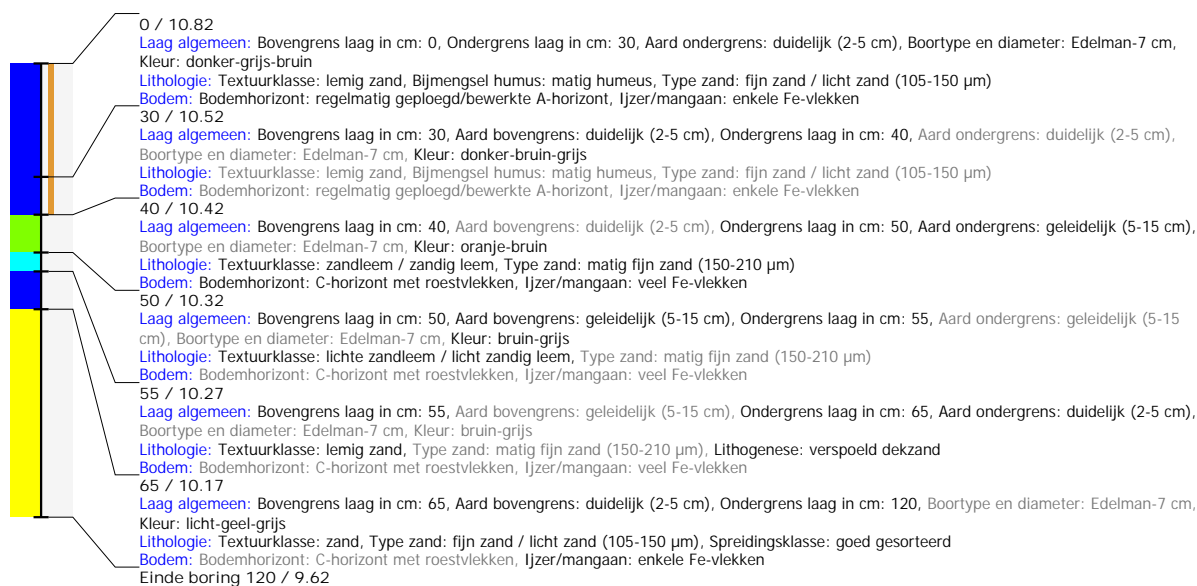 0 / 10.82
Laag algemeen: Bovengrens laag in cm: 0, Ondergrens laag in cm: 30, Aard ondergrens: duidelijk (2-5 cm), Boortype en diameter: Edelman-7 cm,
Kleur: donker-grijs-bruin
Lithologie: Textuurklasse: lemig zand, Bijmengsel humus: matig humeus, Type zand: fijn zand / licht zand (105-150 µm)
Bodem: Bodemhorizont: regelmatig geploegd/bewerkte A-horizont, Ijzer/mangaan: enkele Fe-vlekken
30 / 10.52
Laag algemeen: Bovengrens laag in cm: 30, Aard bovengrens: duidelijk (2-5 cm), Ondergrens laag in cm: 40, Aard ondergrens: duidelijk (2-5 cm),
Boortype en diameter: Edelman-7 cm, Kleur: donker-bruin-grijs
Lithologie: Textuurklasse: lemig zand, Bijmengsel humus: matig humeus, Type zand: fijn zand / licht zand (105-150 µm)
Bodem: Bodemhorizont: regelmatig geploegd/bewerkte A-horizont, Ijzer/mangaan: enkele Fe-vlekken
40 / 10.42
Laag algemeen: Bovengrens laag in cm: 40, Aard bovengrens: duidelijk (2-5 cm), Ondergrens laag in cm: 50, Aard ondergrens: geleidelijk (5-15 cm),
Boortype en diameter: Edelman-7 cm, Kleur: oranje-bruin
Lithologie: Textuurklasse: zandleem / zandig leem, Type zand: matig fijn zand (150-210 µm)
Bodem: Bodemhorizont: C-horizont met roestvlekken, Ijzer/mangaan: veel Fe-vlekken
50 / 10.32
Laag algemeen: Bovengrens laag in cm: 50, Aard bovengrens: geleidelijk (5-15 cm), Ondergrens laag in cm: 55, Aard ondergrens: geleidelijk (5-15
cm), Boortype en diameter: Edelman-7 cm, Kleur: bruin-grijs
Lithologie: Textuurklasse: lichte zandleem / licht zandig leem, Type zand: matig fijn zand (150-210 µm)
Bodem: Bodemhorizont: C-horizont met roestvlekken, Ijzer/mangaan: veel Fe-vlekken
55 / 10.27
Laag algemeen: Bovengrens laag in cm: 55, Aard bovengrens: geleidelijk (5-15 cm), Ondergrens laag in cm: 65, Aard ondergrens: duidelijk (2-5 cm),
Boortype en diameter: Edelman-7 cm, Kleur: bruin-grijs
Lithologie: Textuurklasse: lemig zand, Type zand: matig fijn zand (150-210 µm), Lithogenese: verspoeld dekzand
Bodem: Bodemhorizont: C-horizont met roestvlekken, Ijzer/mangaan: veel Fe-vlekken
65 / 10.17
Laag algemeen: Bovengrens laag in cm: 65, Aard bovengrens: duidelijk (2-5 cm), Ondergrens laag in cm: 120, Boortype en diameter: Edelman-7 cm,
Kleur: licht-geel-grijs
Lithologie: Textuurklasse: zand, Type zand: fijn zand / licht zand (105-150 µm), Spreidingsklasse: goed gesorteerd
Bodem: Bodemhorizont: C-horizont met roestvlekken, Ijzer/mangaan: enkele Fe-vlekken
Einde boring 120 / 9.62